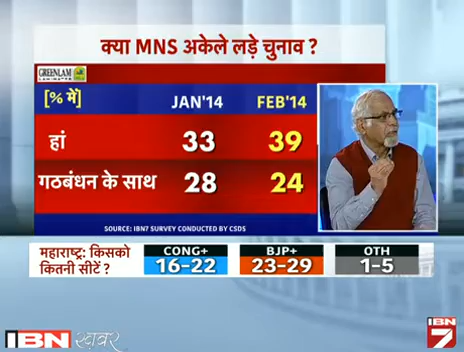 क्या MNS अकेले लड़े चुनाव ?
GREENLAM
[% में] JAN'14 FEB'14
हां 33 39
गठबंधन के साथ 28 24
SOURCE: IBN7 SURVEY CONDUCTED BY CSDS
महाराष्ट्र: किसको CONG+ BJP+ OTH
कितनी सीटें ? 16-22 23-29 1-5
IBN ख़बर
IBN
7